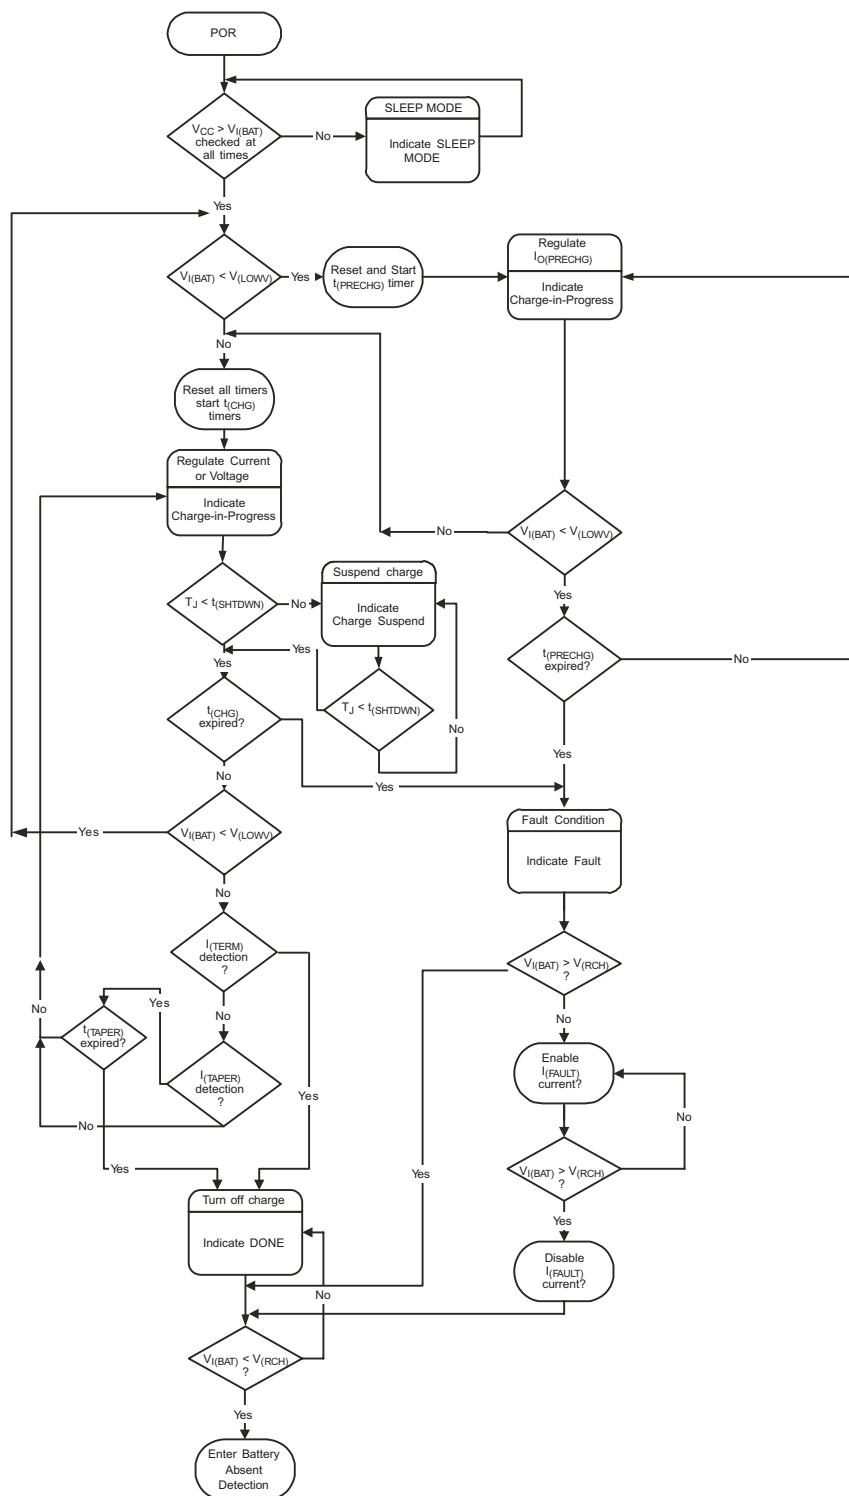 POR
SLEEP MODE
VCC > VI(BAT)
checked at
all times
No
Indicate SLEEP
MODE
Yes
Regulate
IO(PRECHG)
VI(BAT) < V(LOWV)
Yes
Reset and Start
t(PRECHG) timer
Indicate
Charge-in-Progress
No
Reset all timers
start t(CHG)
timers
Regulate Current
or Voltage
Indicate
Charge-in-Progress
No
VI(BAT) < V(LOWV)
Suspend charge
TJ < t(SHTDWN)
No
Indicate
Charge Suspend
Yes
Yes
Yes
t(PRECHG)
expired?
No
t(CHG)
expired?
TJ < t(SHTDWN)
No
Yes
No
Yes
Fault Condition
Yes
VI(BAT) < V(LOWV)
Indicate Fault
No
I(TERM)
detection
?
VI(BAT) > V(RCH)
?
No
Yes
No
No
t(TAPER)
expired?
Enable
I(FAULT)
current?
I(TAPER)
detection
?
Yes
No
No
Yes
Yes
VI(BAT) > V(RCH)
?
Turn off charge
Yes
Indicate DONE
Disable
I(FAULT)
current?
No
VI(BAT) < V(RCH)
?
Yes
Enter Battery
Absent
Detection